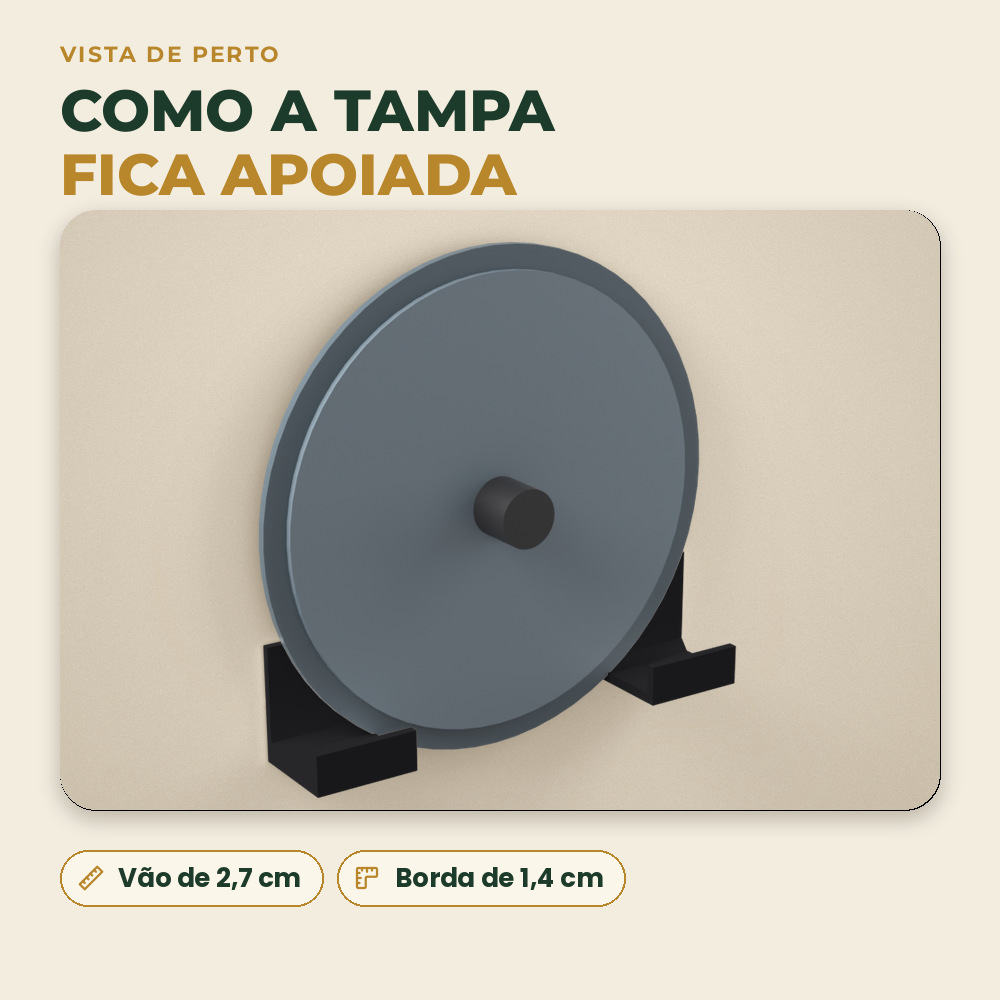 VISTA DE PERTO
COMO A TAMPA
FICA APOIADA
Vão de 2,7 cm
Borda de 1,4 cm